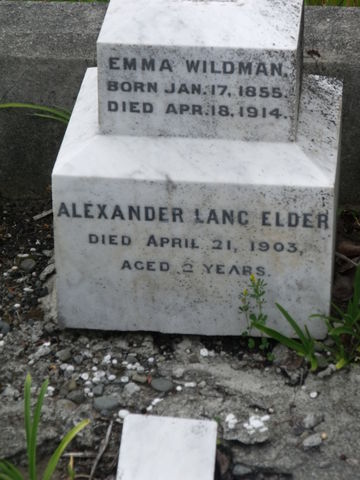 EMMA WILDMAN.
BORN JAN. 17, 1855.
DIED APR. 18, 1914.
ALEXANDER LANG ELDER
DIED APRIL 21, 1903,
AGED 2 YEARS.